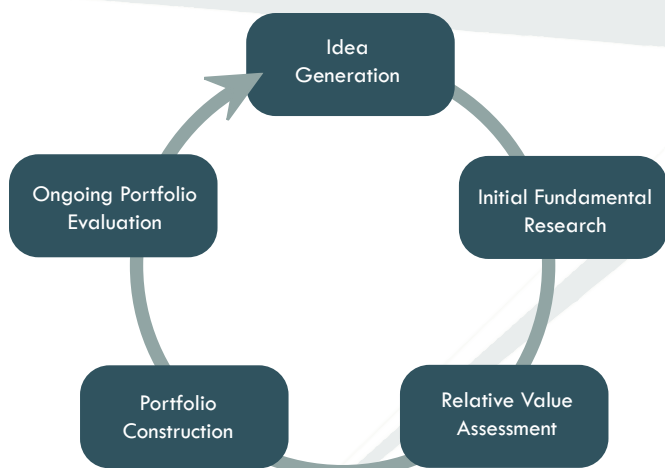 Idea
Generation
Initial Fundamental
Research
Relative Value
Assessment
Portfolio
Construction
Ongoing Portfolio
Evaluation